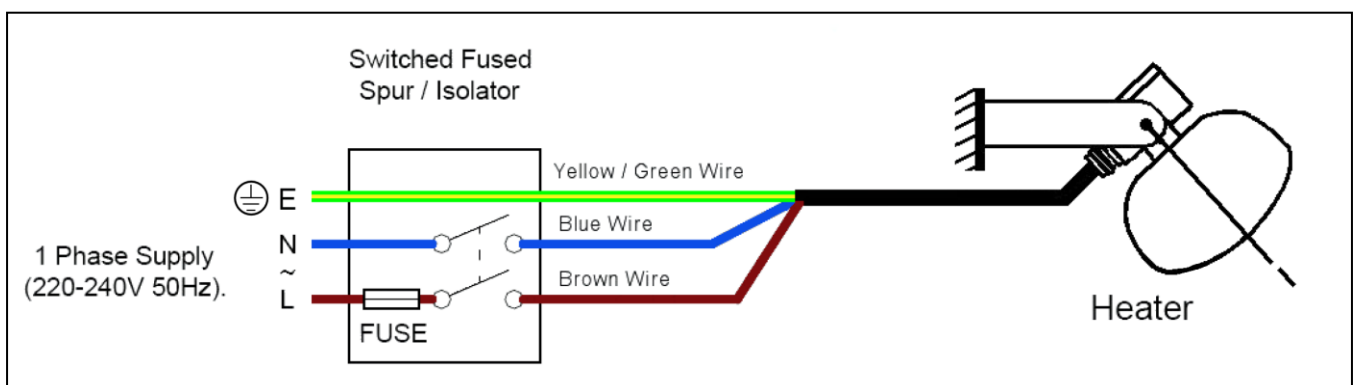 Switched Fused
Spur / Isolator
Yellow / Green Wire
E
Blue Wire
N
1 Phase Supply
(220-240V 50Hz).
~
Brown Wire
L
FUSE
Heater